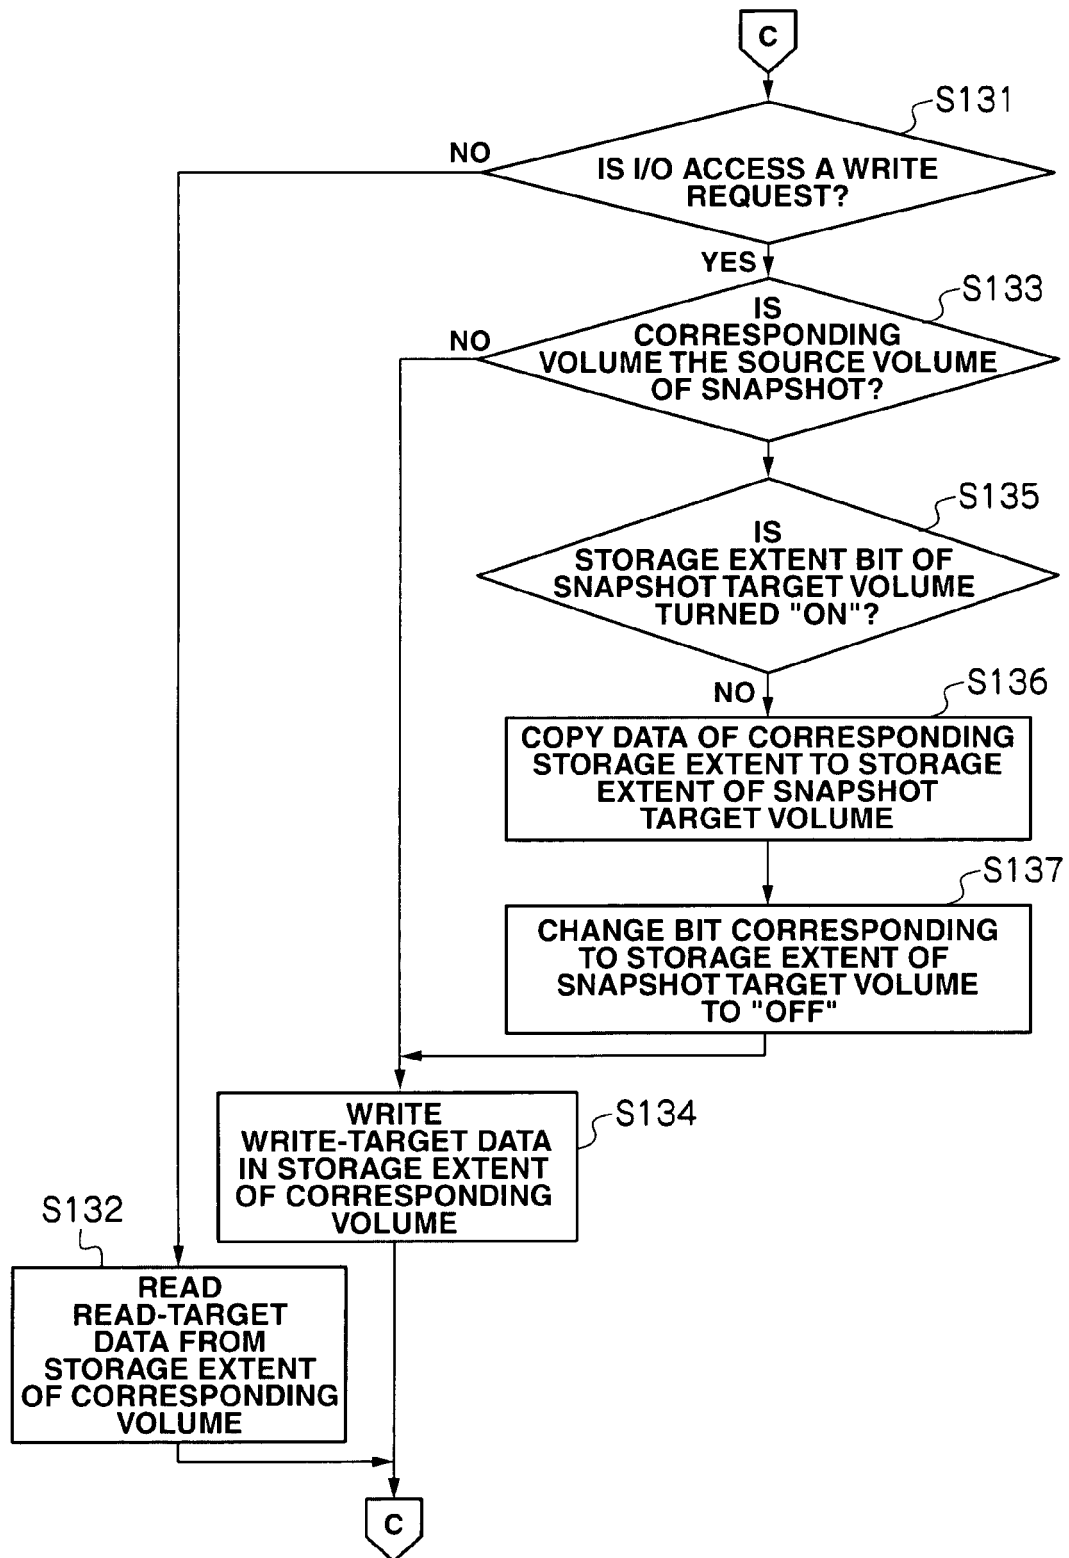 C
S131
NO
IS I/O ACCESS A WRITE
REQUEST?
YES
S133
NO
IS
CORRESPONDING
VOLUME THE SOURCE VOLUME
OF SNAPSHOT?
S135
IS
STORAGE EXTENT BIT OF
SNAPSHOT TARGET VOLUME
TURNED "ON"?
NO
S136
COPY DATA OF CORRESPONDING
STORAGE EXTENT TO STORAGE
EXTENT OF SNAPSHOT
TARGET VOLUME
S137
CHANGE BIT CORRESPONDING
TO STORAGE EXTENT OF
SNAPSHOT TARGET VOLUME
TO "OFF"
S134
WRITE
WRITE-TARGET DATA
IN STORAGE EXTENT
OF CORRESPONDING
VOLUME
S132
READ
READ-TARGET
DATA FROM
STORAGE EXTENT
OF CORRESPONDING
VOLUME
C